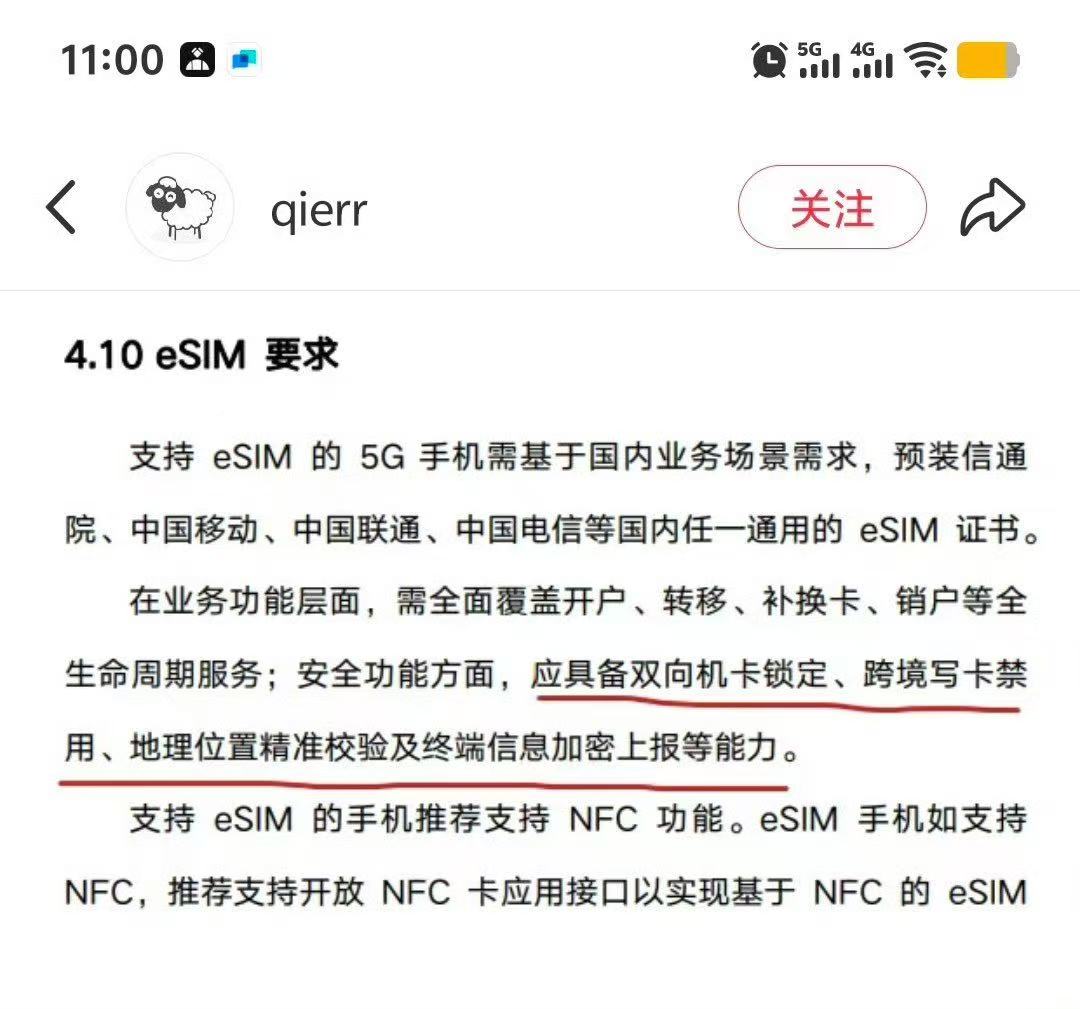 11:00
5G 4G
qierr
关注
4.10 eSIM 要求
支持 eSIM 的 5G 手机需基于国内业务场景需求，预装信通
院、中国移动、中国联通、中国电信等国内任一通用的 eSIM 证书。
在业务功能层面，需全面覆盖开户、转移、补换卡、销户等全
生命周期服务；安全功能方面，应具备双向机卡锁定、跨境写卡禁
用、地理位置精准校验及终端信息加密上报等能力。
支持 eSIM 的手机推荐支持 NFC 功能。eSIM 手机如支持
NFC，推荐支持开放 NFC 卡应用接口以实现基于 NFC 的 eSIM